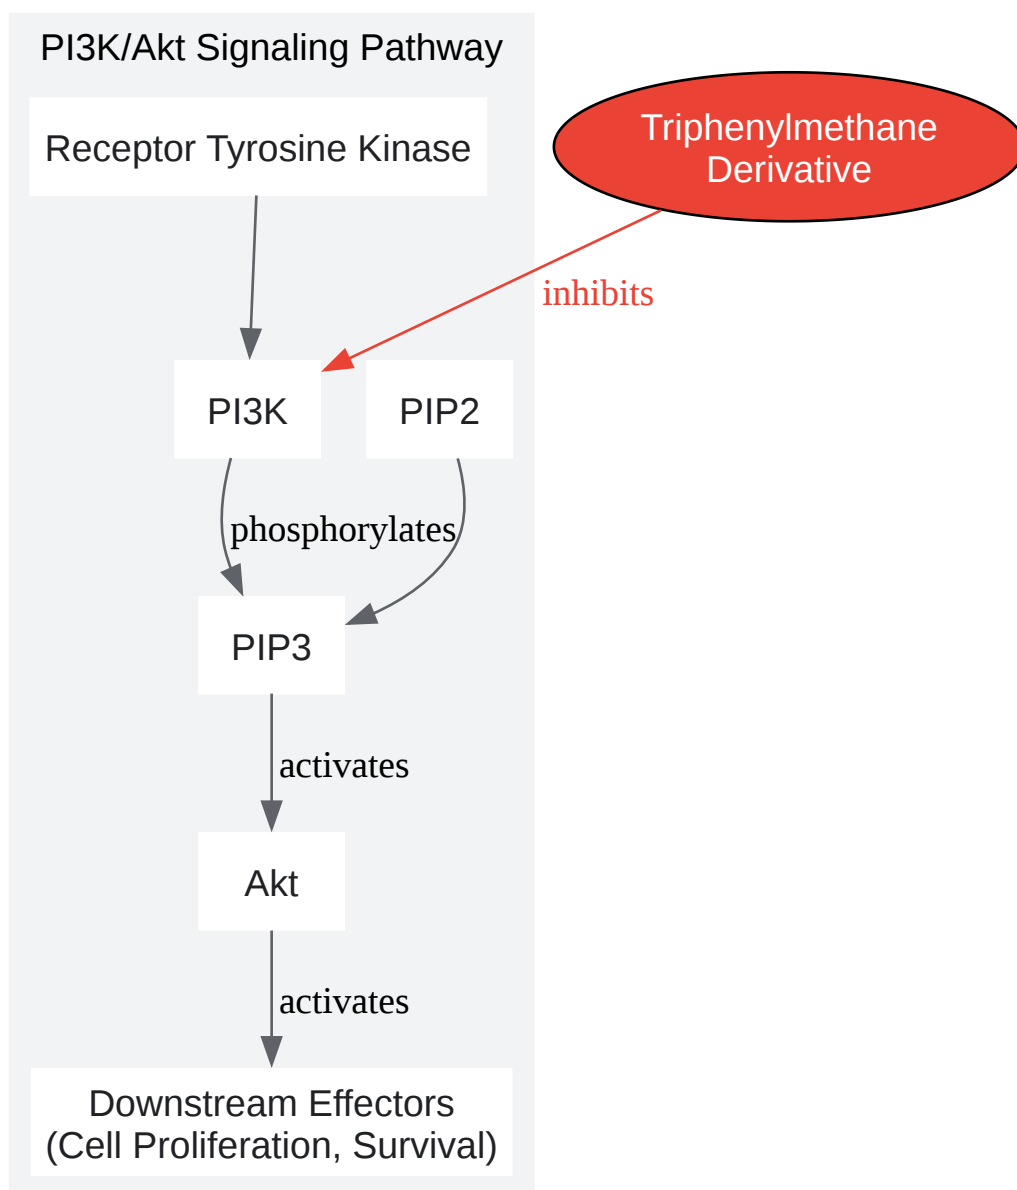 PI3K/Akt Signaling Pathway
Receptor Tyrosine Kinase
Triphenylmethane
Derivative
inhibits
PI3K
PIP2
phosphorylates
PIP3
activates
Akt
activates
Downstream Effectors
(Cell Proliferation, Survival)